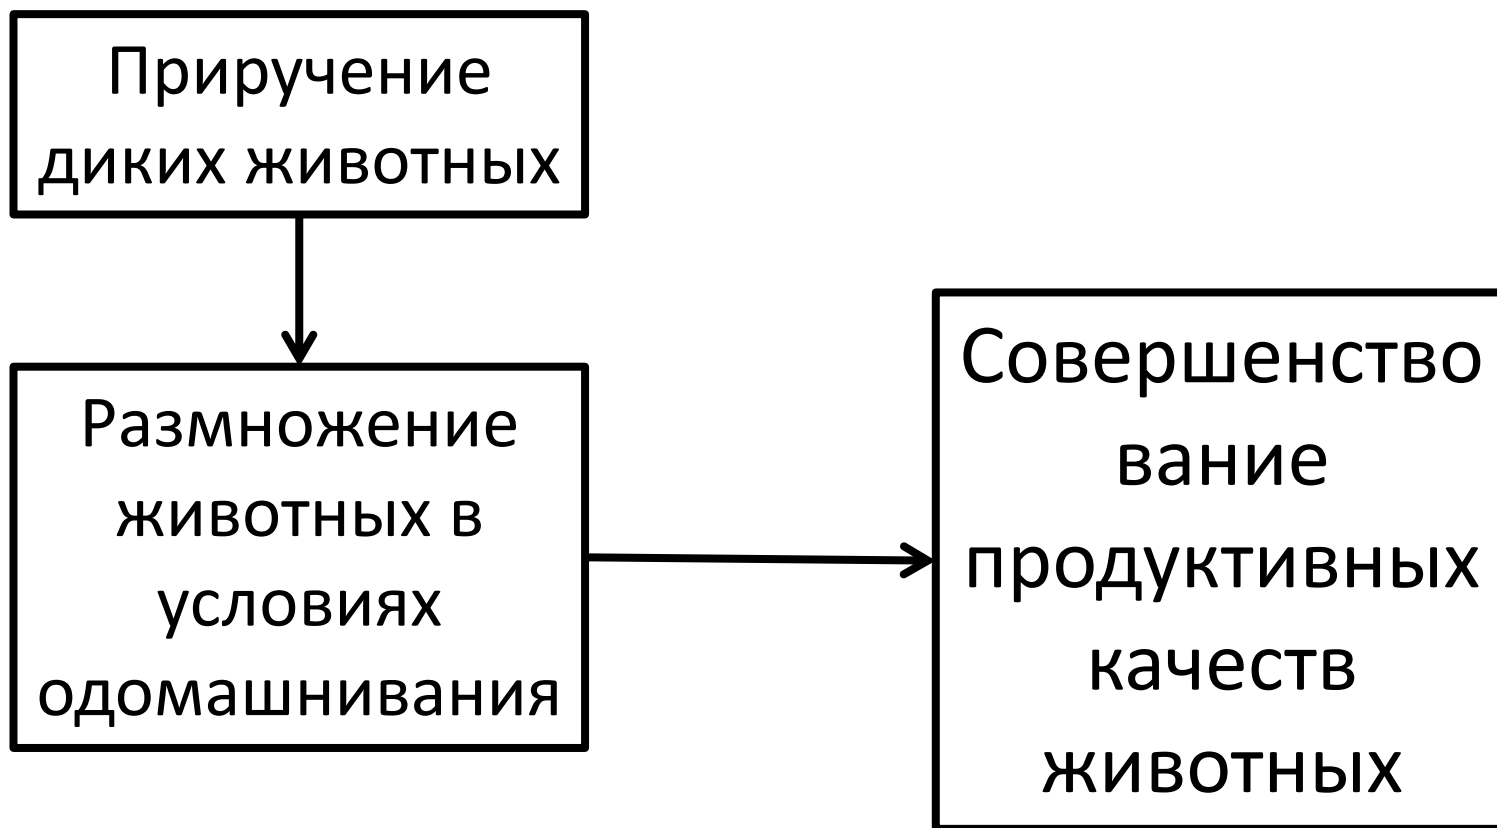 Приручение
диких животных
Размножение
животных в
условиях
одомашнивания
Совершенство
вание
продуктивных
качеств
животных